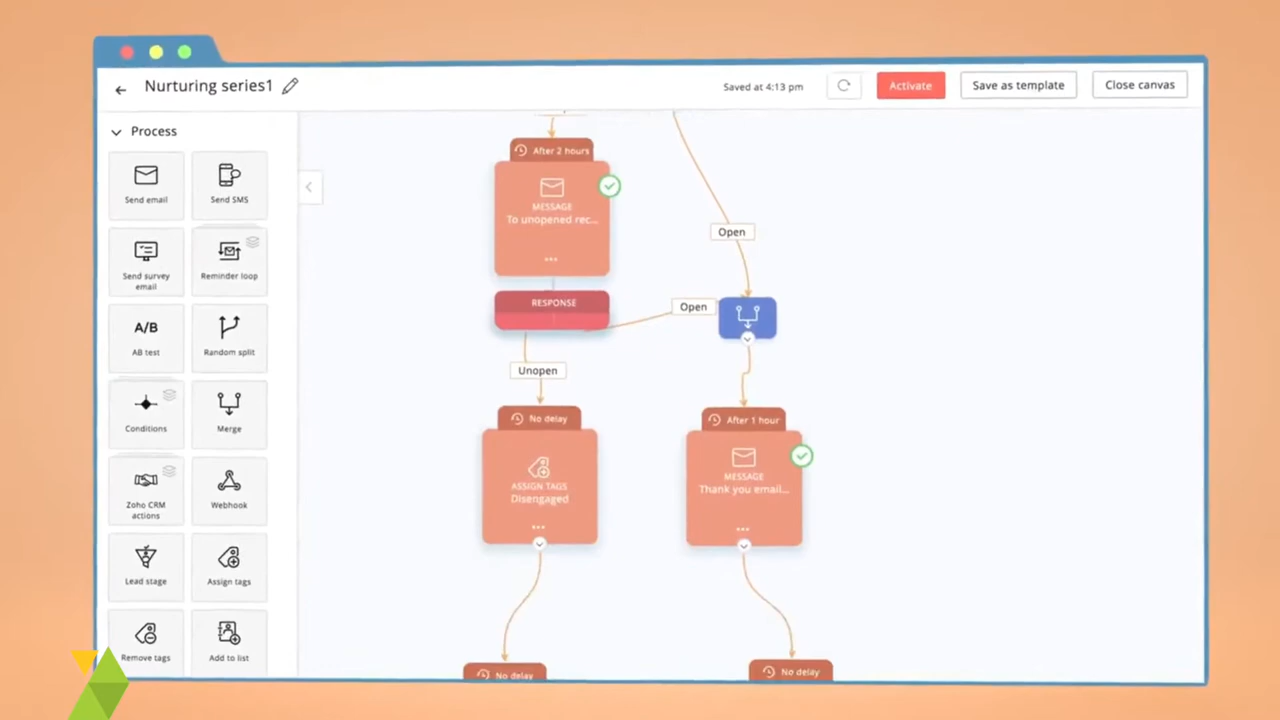 Nurturing series1
Saved at 4:13 pm
Activate
Save as template
Close canvas
Process
Send email
Send SMS
Send survey
email
Reminder loop
A/B
AB test
Random split
Conditions
Merge
Zoho CRM
actions
Webhook
Lead stage
Assign tags
Remove tags
Add to list
After 2 hours
MESSAGE
To unopened rec...
RESPONSE
Open
Open
Unopen
No delay
ASSIGN TAGS
Disengaged
After 1 hour
MESSAGE
Thank you email...
No delay
No delay